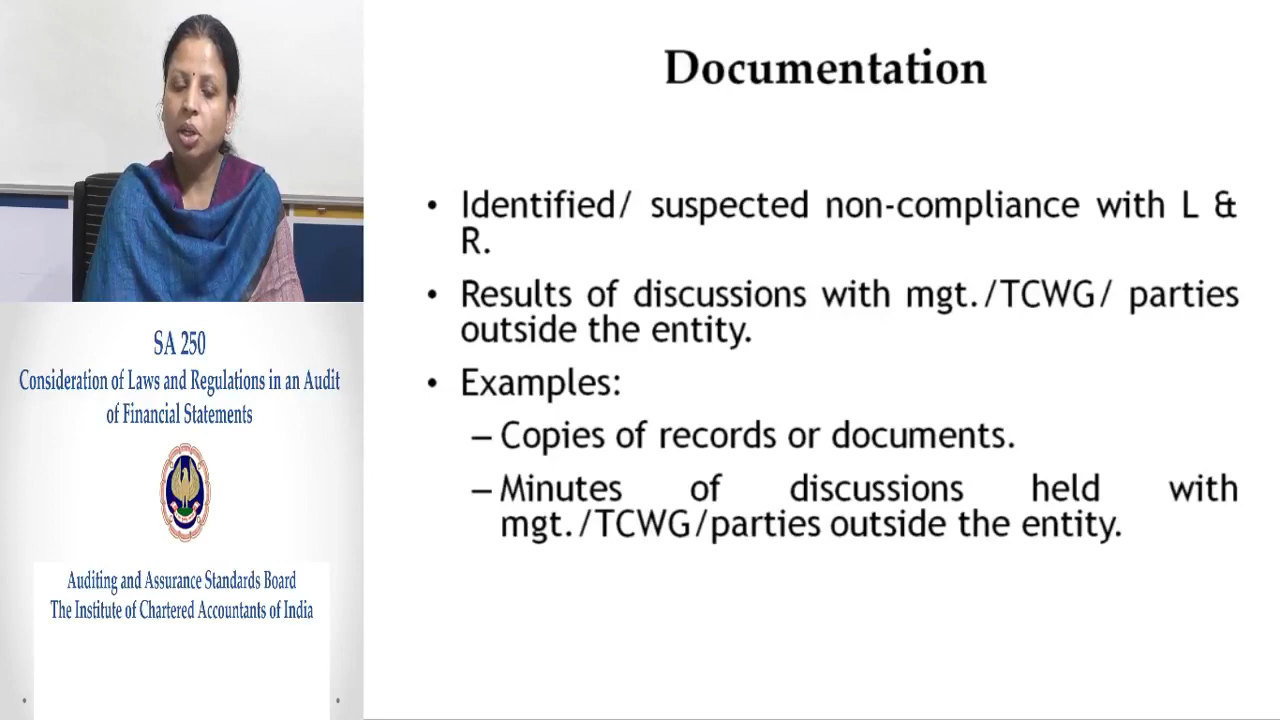 Documentation
• Identified/ suspected non-compliance with L &
R.
• Results of discussions with mgt./TCWG/ parties
outside the entity.
• Examples:
– Copies of records or documents.
– Minutes of discussions held with
mgt./TCWG/parties outside the entity.
SA 250
Consideration of Laws and Regulations in an Audit
of Financial Statements
Auditing and Assurance Standards Board
The Institute of Chartered Accountants of India